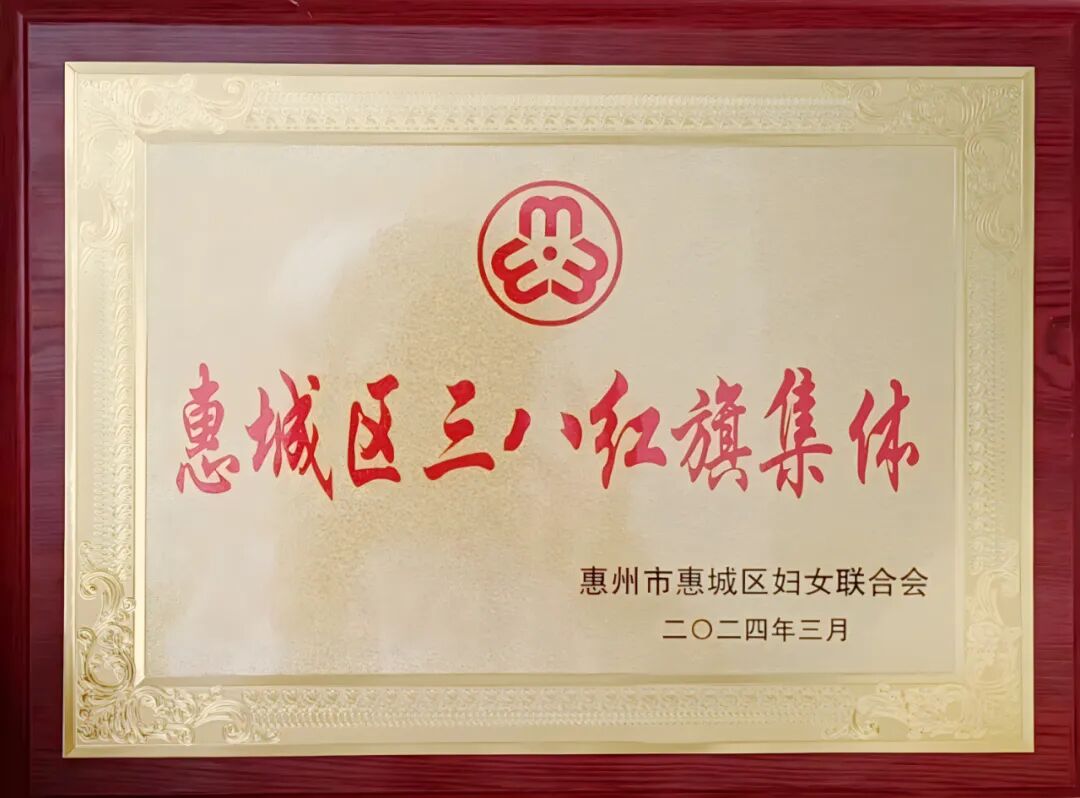 惠城区三八红旗集体
惠州市惠城区妇女联合会
二〇二四年三月